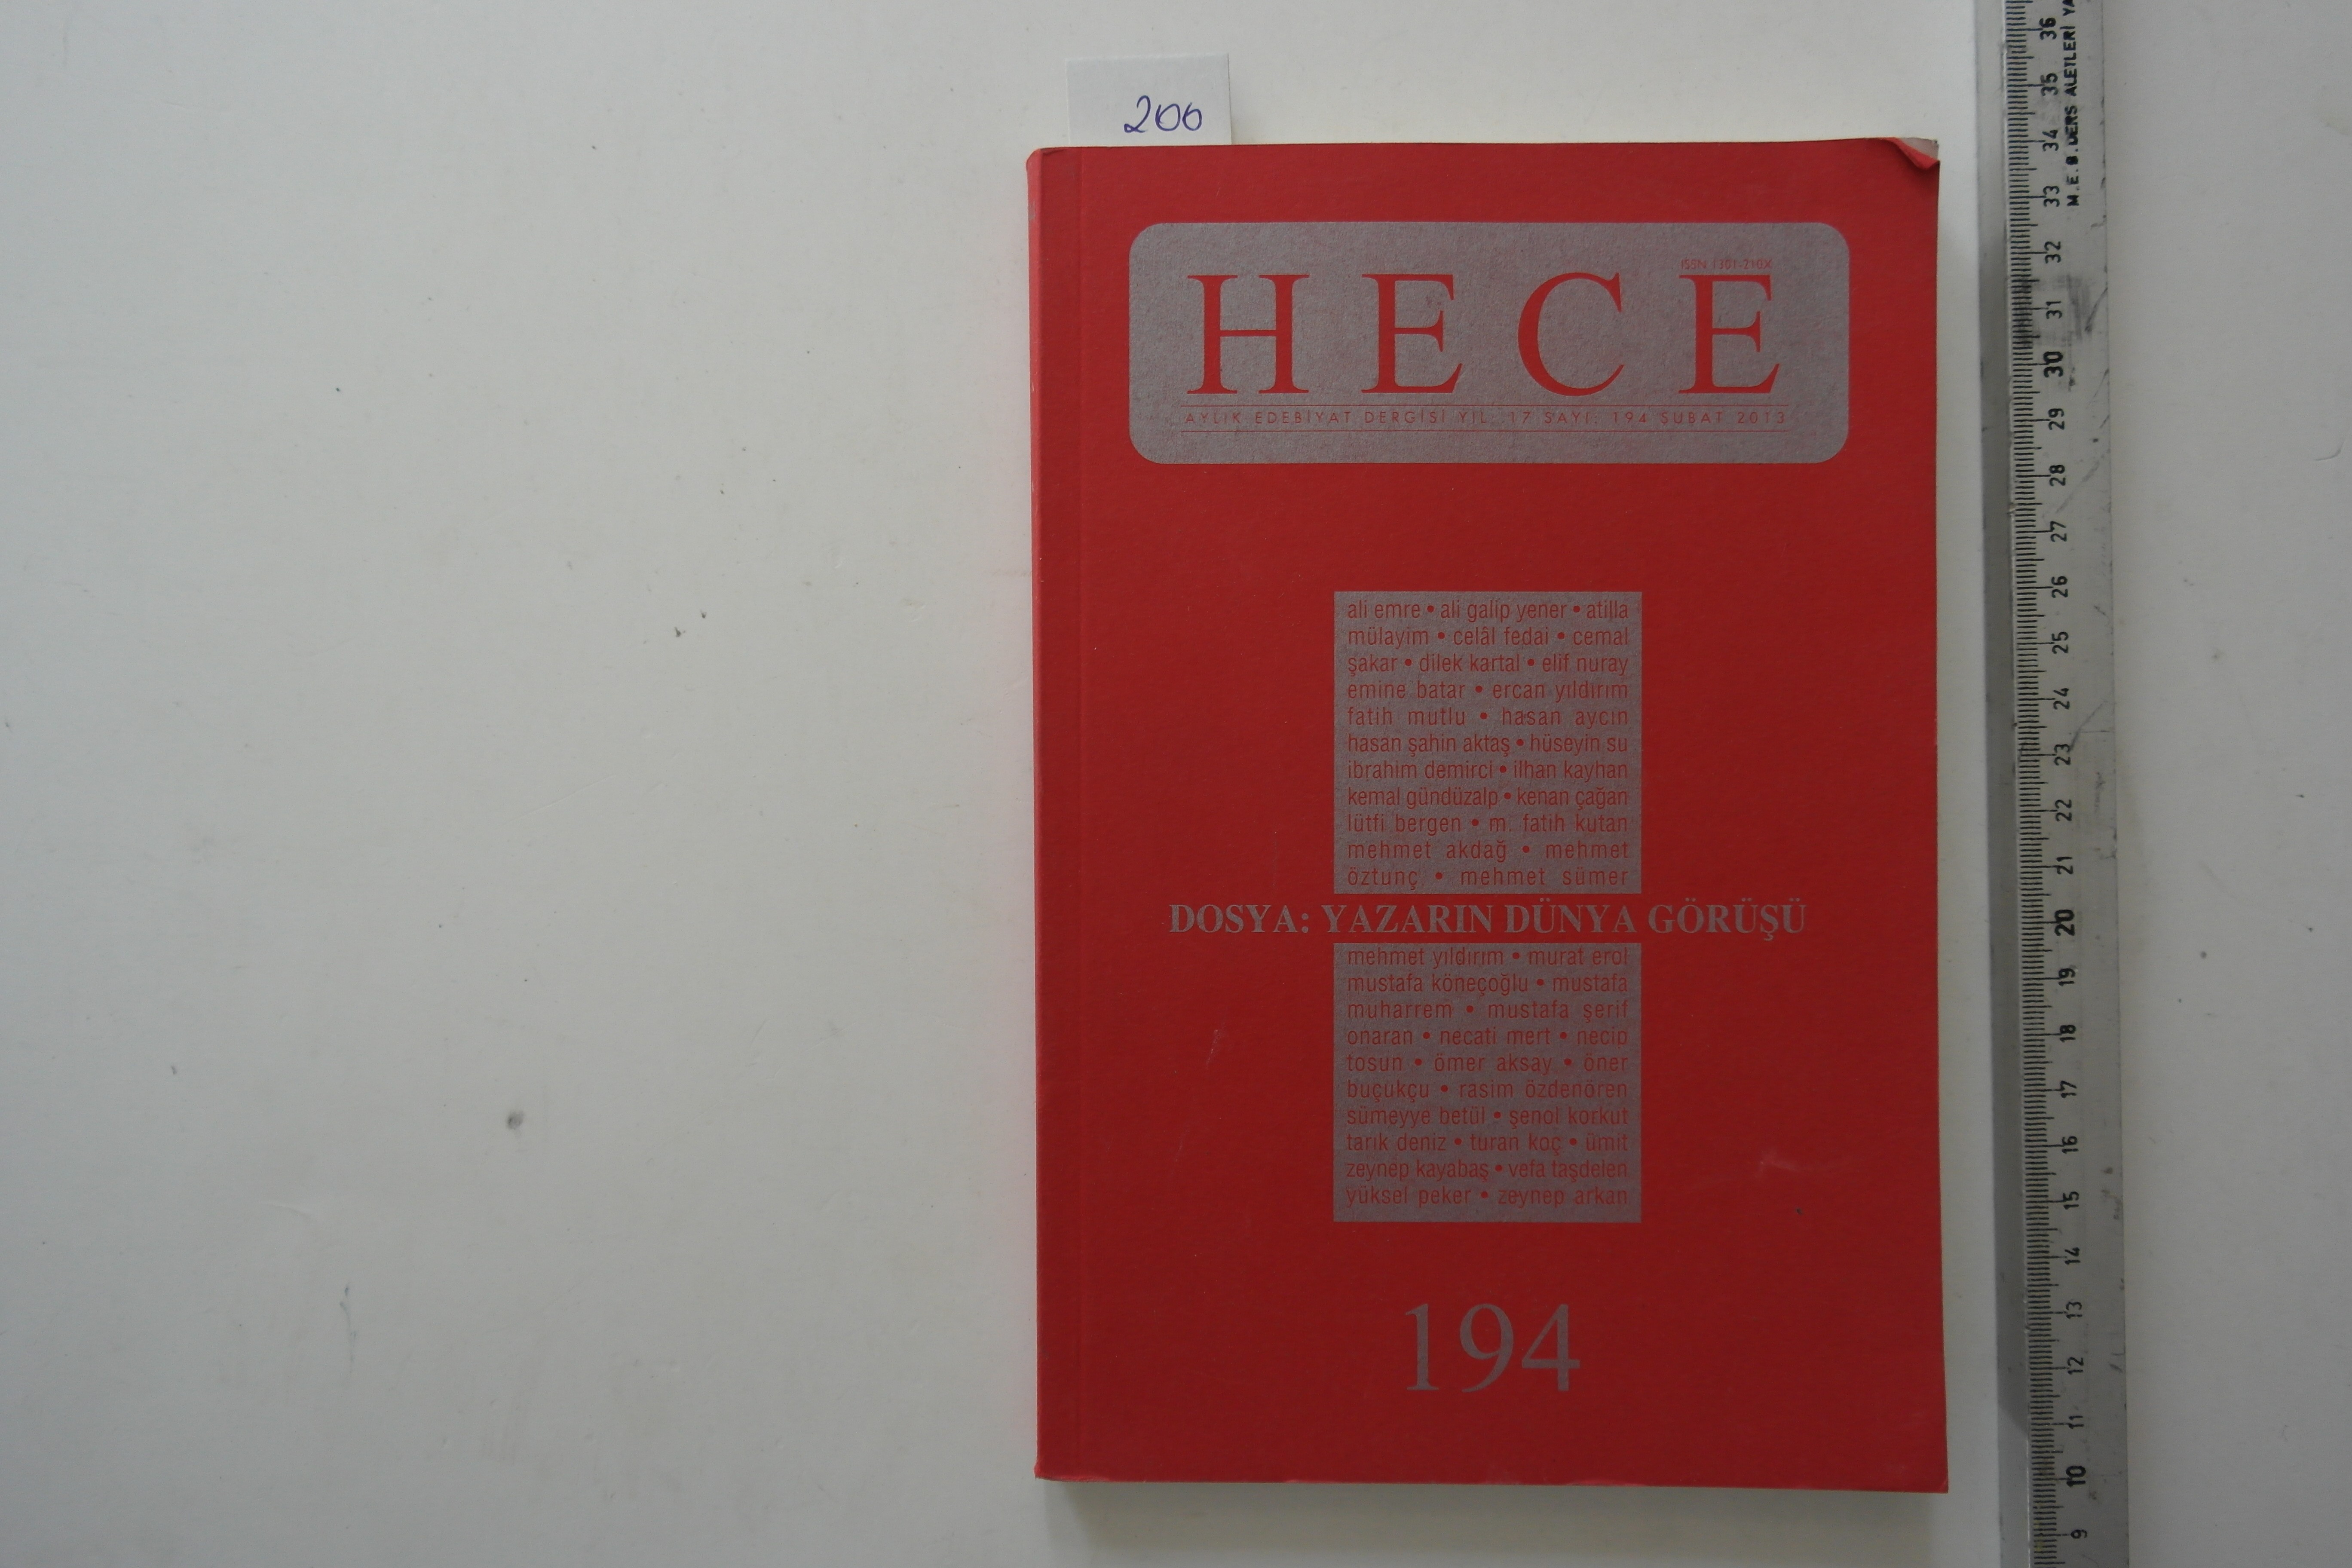 200
ISSN 1301-210X
HECE
AYLIK EDEBİYAT DERGİSİ YIL: 17 SAYI: 194 ŞUBAT 2013
ali emre • ali galip yener • atilla
mülayim • celâl fedai • cemal
şakar • dilek kartal • elif nuray
emine batar • ercan yıldırım
fatih mutlu • hasan aycın
hasan şahin aktaş • hüseyin su
ibrahim demirci • ilhan kayhan
kemal gündüzalp • kenan çağan
lütfi bergen • m. fatih kutan
mehmet akdağ • mehmet
öztunç • mehmet sümer
DOSYA: YAZARIN DÜNYA GÖRÜŞÜ
mehmet yıldırım • murat erol
mustafa köneçoğlu • mustafa
muharrem • mustafa şerif
onaran • necati mert • necip
tosun • ömer aksay • öner
buçukçu • rasim özdenören
sümeyye betül • şenol korkut
tarık deniz • turan koç • ümit
zeynep kayabaş • vefa taşdelen
yüksel peker • zeynep arkan
194
M.E.B. DERS ALETLERİ YA
36
35
34
33
32
31
30
29
28
27
26
25
24
23
22
21
20
19
18
17
16
15
14
13
12
11
10
9